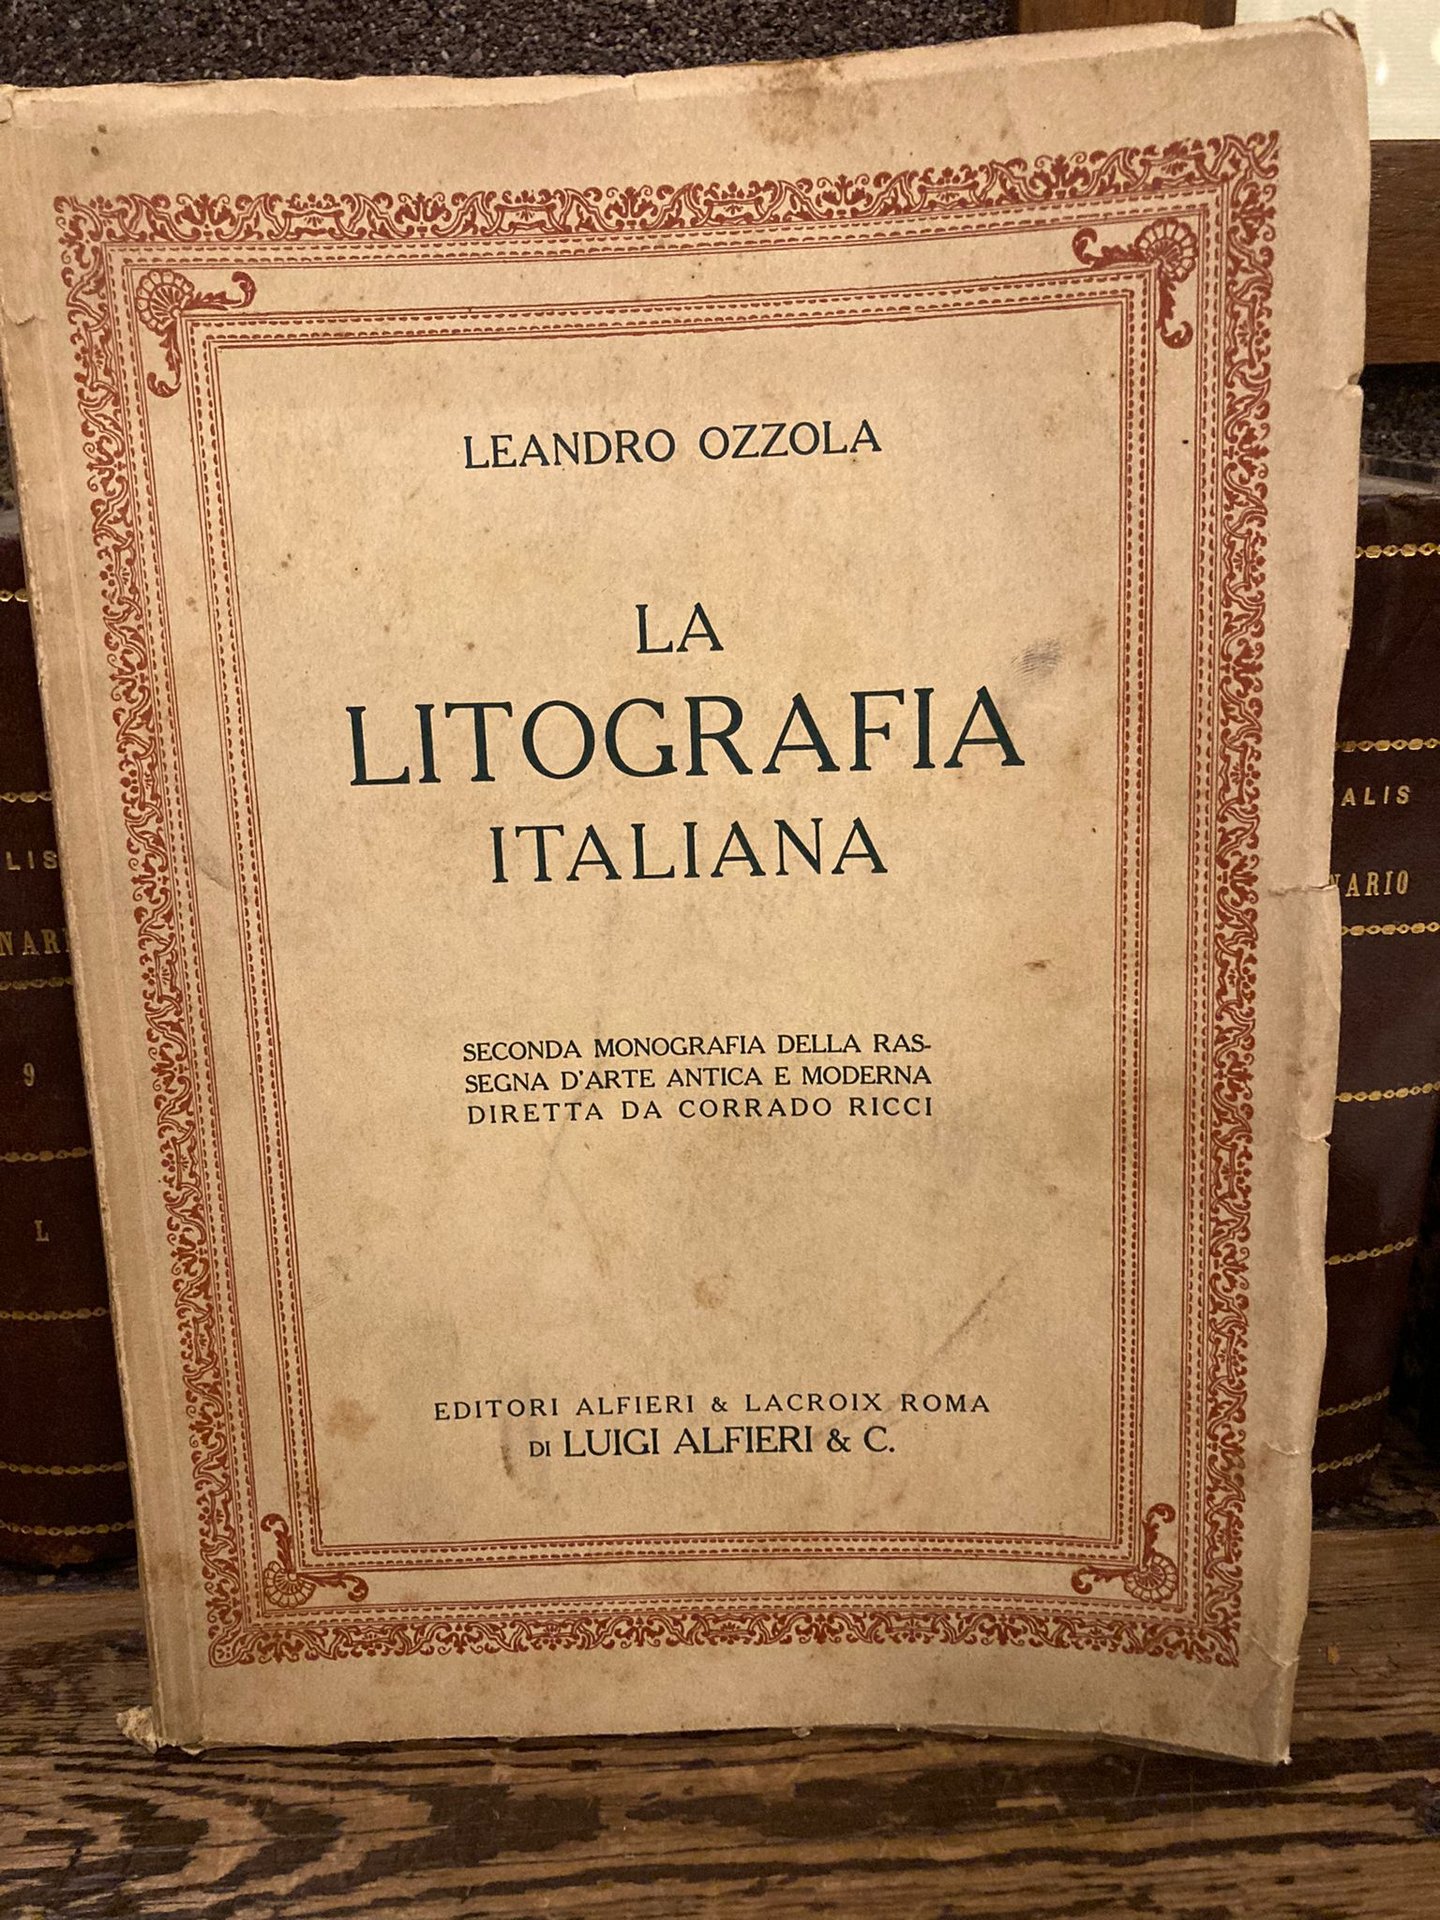 LEANDRO OZZOLA
LA
LITOGRAFIA
ITALIANA
SECONDA MONOGRAFIA DELLA RAS-
SEGNA D'ARTE ANTICA E MODERNA
DIRETTA DA CORRADO RICCI
EDITORI ALFIERI & LACROIX ROMA
DI LUIGI ALFIERI & C.
9
L